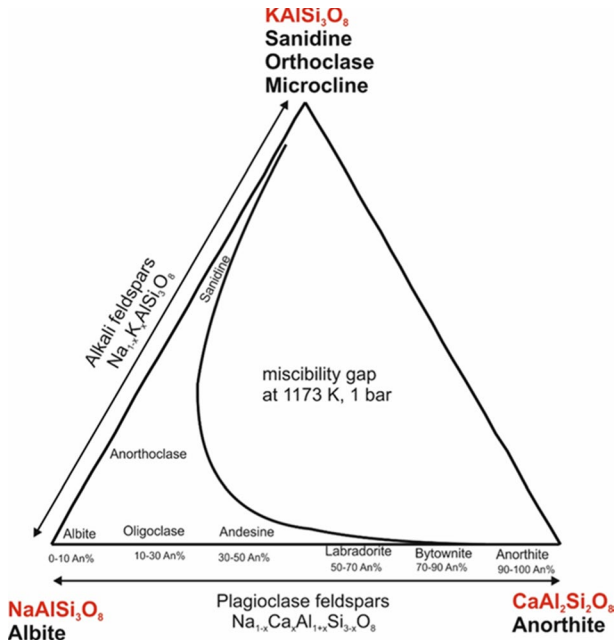 KAlSi₃O₈
Sanidine
Orthoclase
Microcline
Alkali feldspars
Na₁₋ₓKₓAlSi₃O₈
Sanidine
miscibility gap
at 1173 K, 1 bar
Anorthoclase
Albite
Oligoclase
Andesine
Labradorite
Bytownite
Anorthite
0-10 An%
10-30 An%
30-50 An%
50-70 An%
70-90 An%
90-100 An%
NaAlSi₃O₈
Albite
Plagioclase feldspars
Na₁₋ₓCaₓAl₁₊ₓSi₃₋ₓO₈
CaAl₂Si₂O₈
Anorthite